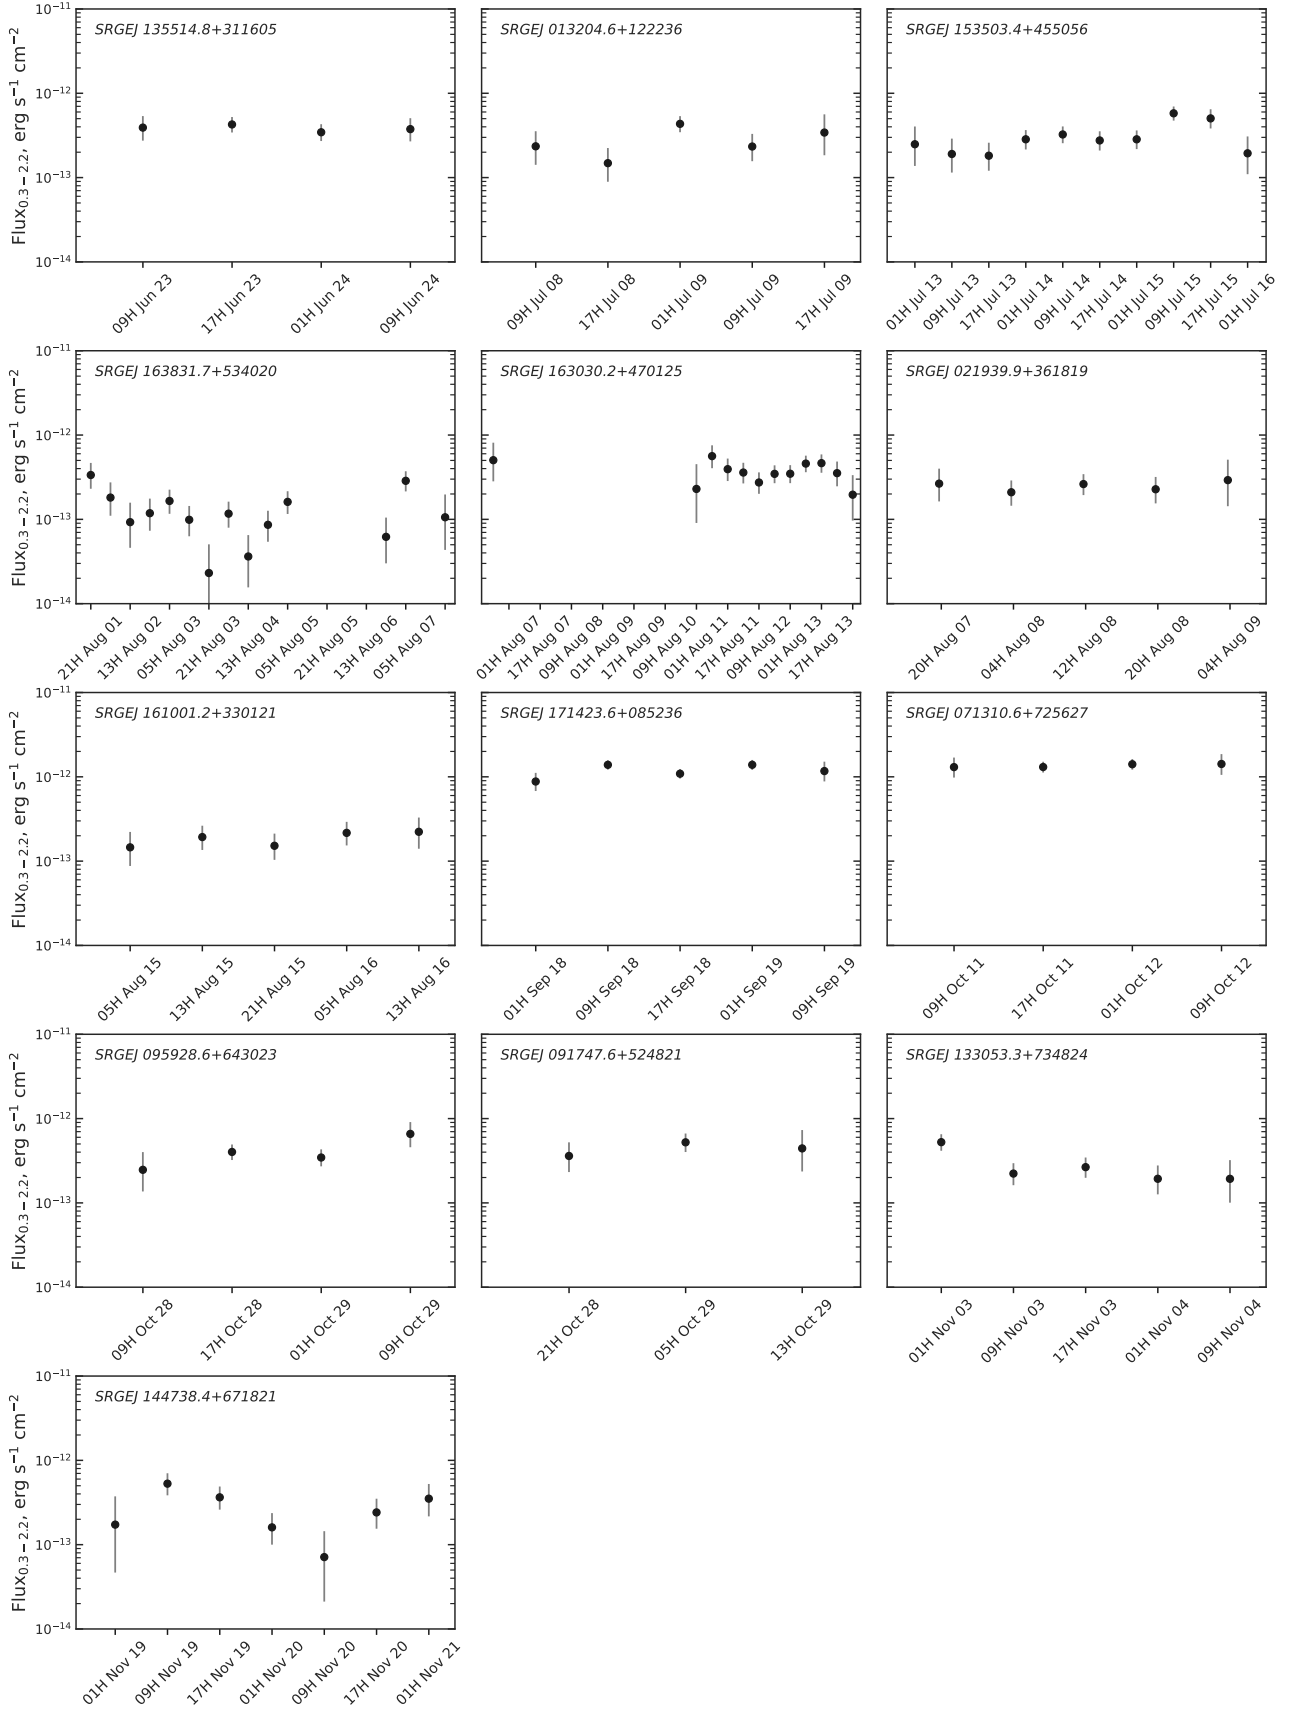 SRGEJ 135514.8+311605
SRGEJ 013204.6+122236
SRGEJ 153503.4+455056
Flux0.3−2.2, erg s−1 cm−2
10−11
10−12
10−13
10−14
09H Jun 23
17H Jun 23
01H Jun 24
09H Jun 24
09H Jul 08
17H Jul 08
01H Jul 09
09H Jul 09
17H Jul 09
01H Jul 13
09H Jul 13
17H Jul 13
01H Jul 14
09H Jul 14
17H Jul 14
01H Jul 15
09H Jul 15
17H Jul 15
01H Jul 16
SRGEJ 163831.7+534020
SRGEJ 163030.2+470125
SRGEJ 021939.9+361819
Flux0.3−2.2, erg s−1 cm−2
10−11
10−12
10−13
10−14
21H Aug 01
13H Aug 02
05H Aug 03
21H Aug 03
13H Aug 04
05H Aug 05
21H Aug 05
13H Aug 06
05H Aug 07
01H Aug 07
17H Aug 07
09H Aug 08
01H Aug 09
17H Aug 09
09H Aug 10
01H Aug 11
17H Aug 11
09H Aug 12
01H Aug 13
17H Aug 13
20H Aug 07
04H Aug 08
12H Aug 08
20H Aug 08
04H Aug 09
SRGEJ 161001.2+330121
SRGEJ 171423.6+085236
SRGEJ 071310.6+725627
Flux0.3−2.2, erg s−1 cm−2
10−11
10−12
10−13
10−14
05H Aug 15
13H Aug 15
21H Aug 15
05H Aug 16
13H Aug 16
01H Sep 18
09H Sep 18
17H Sep 18
01H Sep 19
09H Sep 19
09H Oct 11
17H Oct 11
01H Oct 12
09H Oct 12
SRGEJ 095928.6+643023
SRGEJ 091747.6+524821
SRGEJ 133053.3+734824
Flux0.3−2.2, erg s−1 cm−2
10−11
10−12
10−13
10−14
09H Oct 28
17H Oct 28
01H Oct 29
09H Oct 29
21H Oct 28
05H Oct 29
13H Oct 29
01H Nov 03
09H Nov 03
17H Nov 03
01H Nov 04
09H Nov 04
SRGEJ 144738.4+671821
Flux0.3−2.2, erg s−1 cm−2
10−11
10−12
10−13
10−14
01H Nov 19
09H Nov 19
17H Nov 19
01H Nov 20
09H Nov 20
17H Nov 20
01H Nov 21